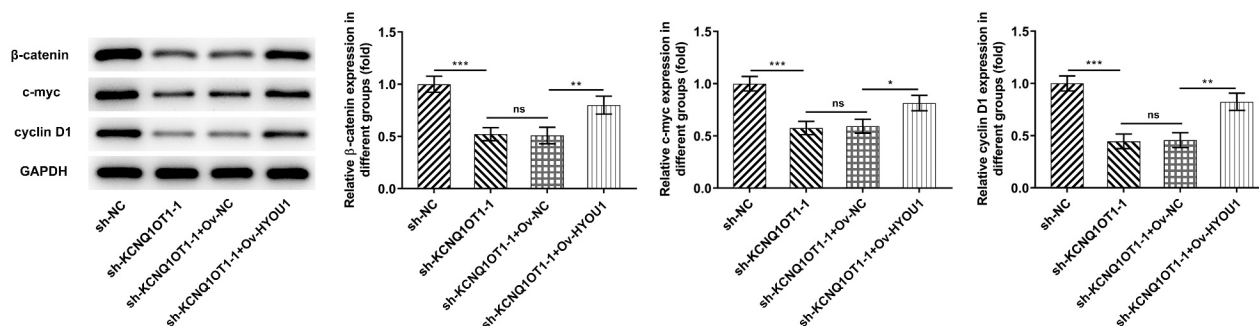 β-catenin
c-myc
cyclin D1
GAPDH
sh-NC
sh-KCNQ1OT1-1
sh-KCNQ1OT1-1+Ov-NC
sh-KCNQ1OT1-1+Ov-HYOU1
Relative β-catenin expression in
different groups (fold)
1.5
1.0
0.5
0.0
***
ns
**
sh-NC
sh-KCNQ1OT1-1
sh-KCNQ1OT1-1+Ov-NC
sh-KCNQ1OT1-1+Ov-HYOU1
Relative c-myc expression in
different groups (fold)
1.5
1.0
0.5
0.0
***
ns
*
sh-NC
sh-KCNQ1OT1-1
sh-KCNQ1OT1-1+Ov-NC
sh-KCNQ1OT1-1+Ov-HYOU1
Relative cyclin D1 expression in
different groups (fold)
1.5
1.0
0.5
0.0
***
ns
**
sh-NC
sh-KCNQ1OT1-1
sh-KCNQ1OT1-1+Ov-NC
sh-KCNQ1OT1-1+Ov-HYOU1